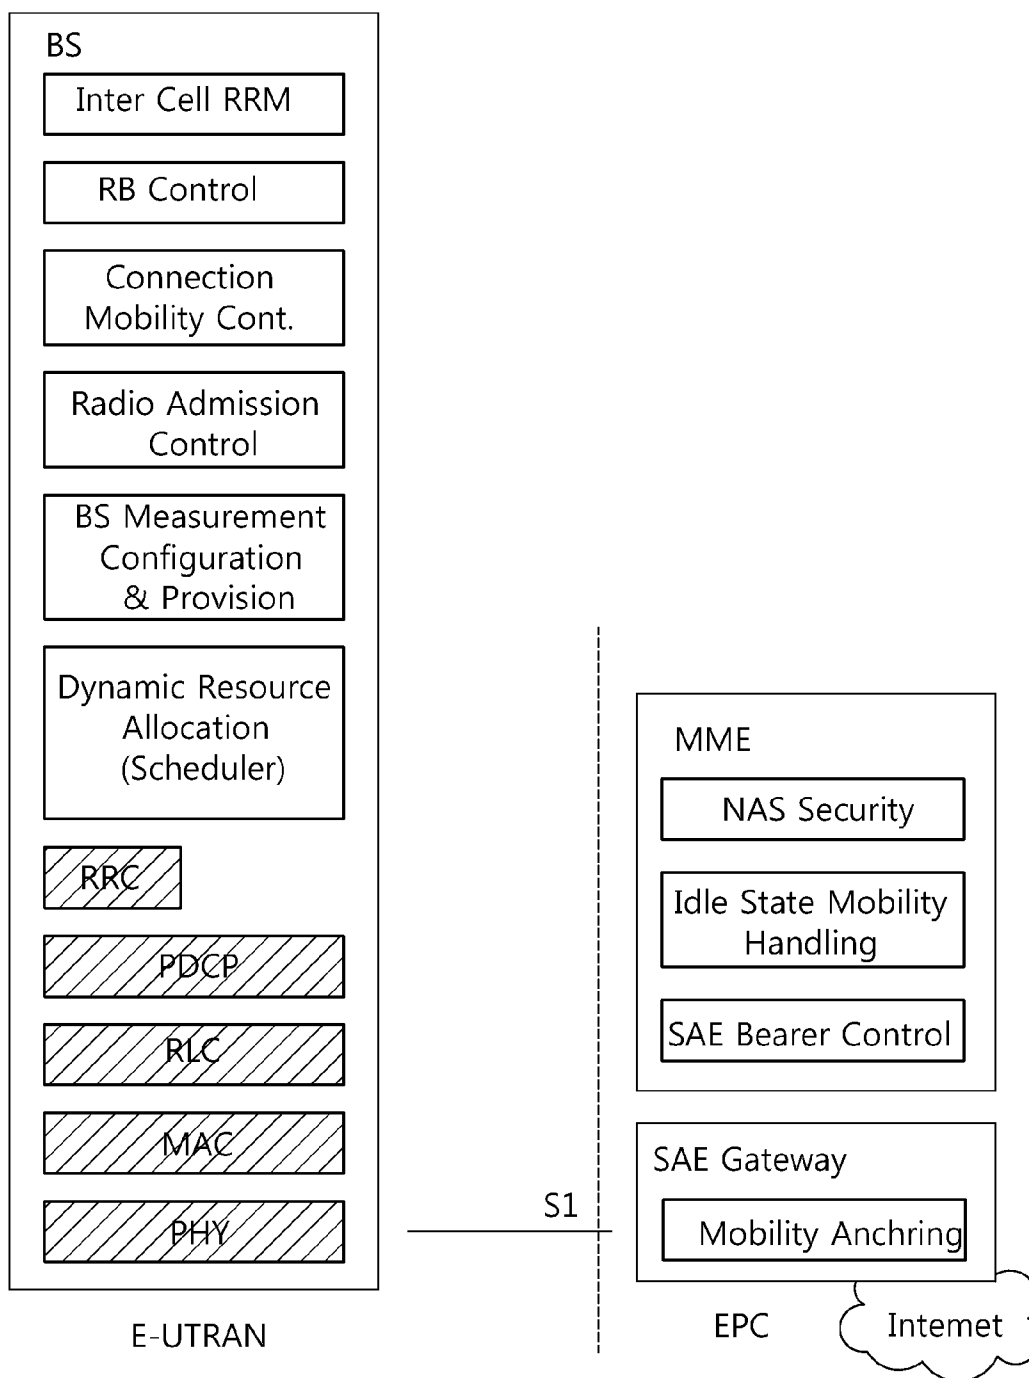 BS
Inter Cell RRM
RB Control
Connection
Mobility Cont.
Radio Admission
Control
BS Measurement
Configuration
& Provision
Dynamic Resource
Allocation
(Scheduler)
RRC
PDCP
RLC
MAC
PHY
E-UTRAN
S1
MME
NAS Security
Idle State Mobility
Handling
SAE Bearer Control
SAE Gateway
Mobility Anchring
EPC
Internet